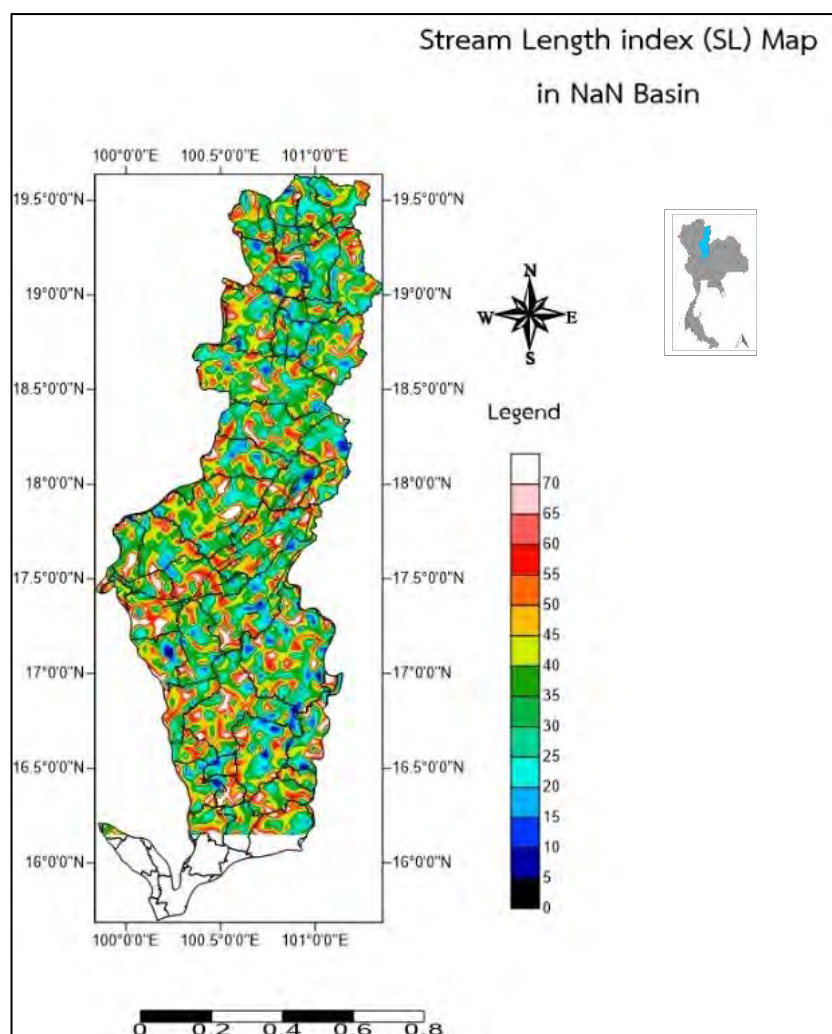 Stream Length index (SL) Map
in NaN Basin
100°0'0"E 100.5°0'0"E 101°0'0"E
19.5°0'0"N 19.5°0'0"N
19°0'0"N 19°0'0"N
18.5°0'0"N 18.5°0'0"N
18°0'0"N 18°0'0"N
17.5°0'0"N 17.5°0'0"N
17°0'0"N 17°0'0"N
16.5°0'0"N 16.5°0'0"N
16°0'0"N 16°0'0"N
100°0'0"E 100.5°0'0"E 101°0'0"E
N
W E
S
Legend
70
65
60
55
50
45
40
35
30
25
20
15
10
5
0
0 0.2 0.4 0.6 0.8